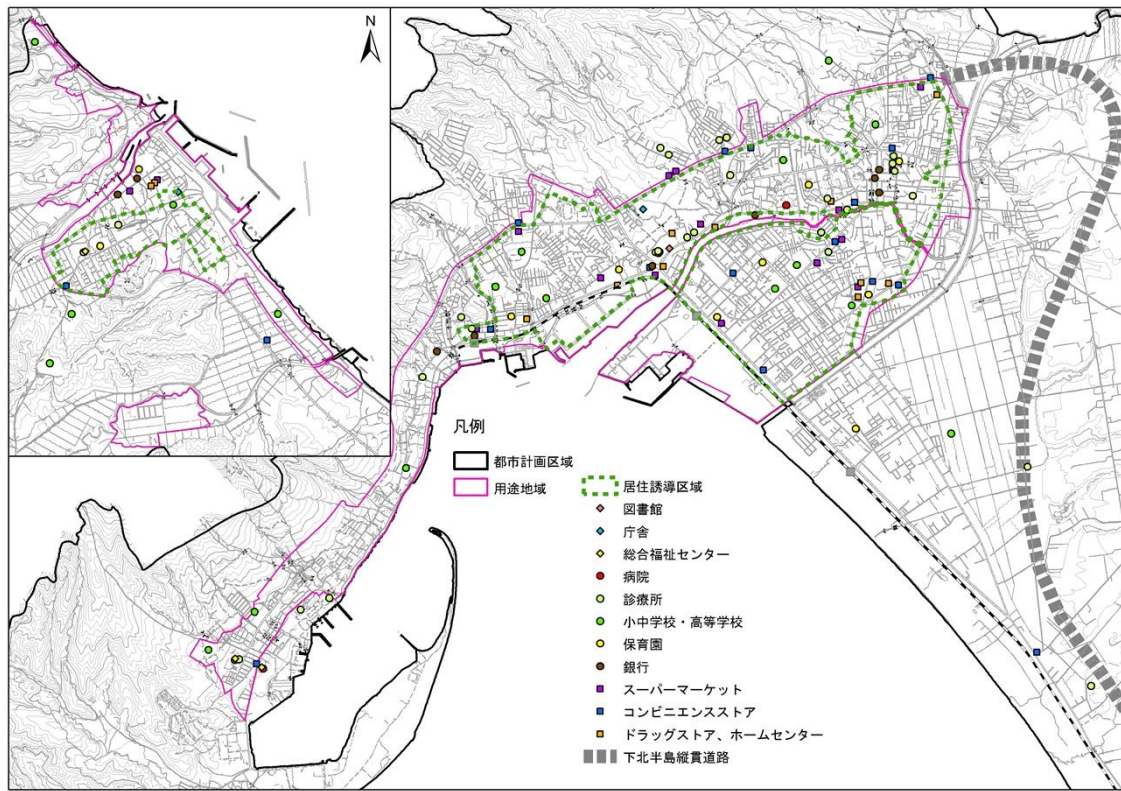 N
凡例
都市計画区域
用途地域
居住誘導区域
図書館
庁舎
総合福祉センター
病院
診療所
小中学校・高等学校
保育園
銀行
スーパーマーケット
コンビニエンスストア
ドラッグストア、ホームセンター
下北半島縦貫道路